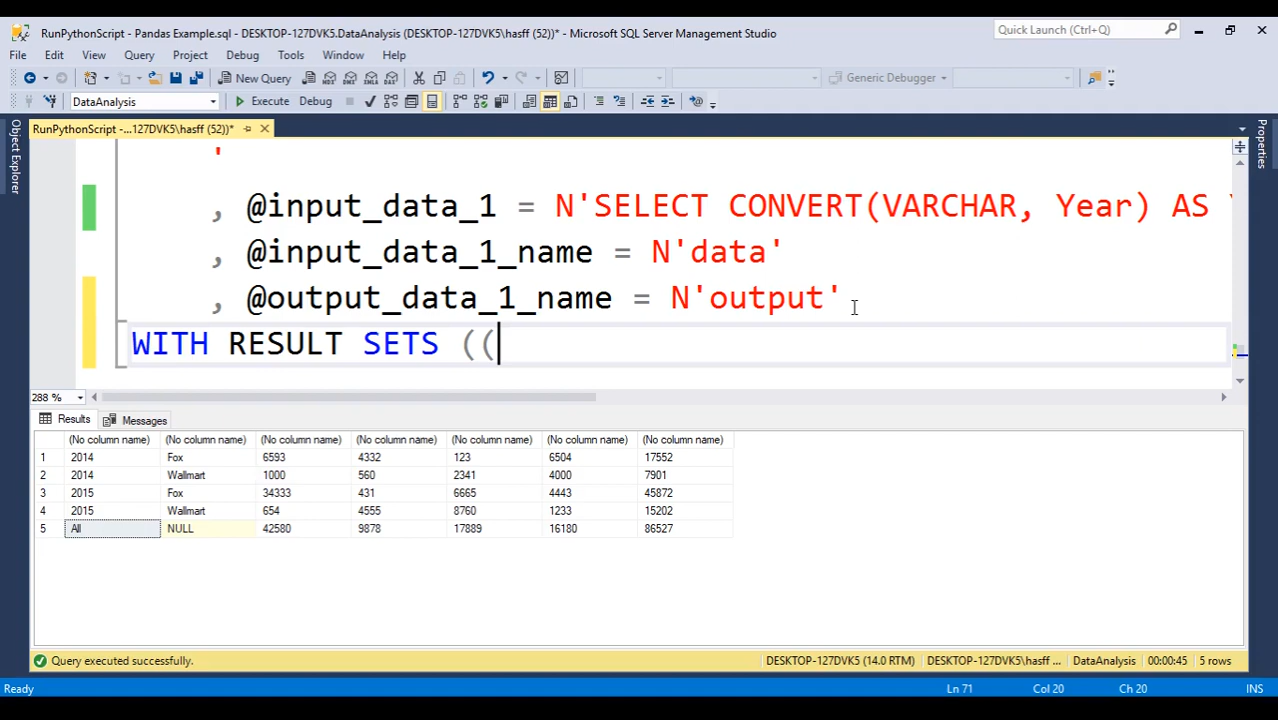 RunPythonScript - Pandas Example.sql - DESKTOP-127DVK5.DataAnalysis (DESKTOP-127DVK5\hasff (52))* - Microsoft SQL Server Management Studio
Quick Launch (Ctrl+Q)
File Edit View Query Project Debug Tools Window Help
New Query Generic Debugger
DataAnalysis Execute Debug
RunPythonScript -...127DVK5\hasff (52))*
Object Explorer
Properties
'
, @input_data_1 = N'SELECT CONVERT(VARCHAR, Year) AS
, @input_data_1_name = N'data'
, @output_data_1_name = N'output'
WITH RESULT SETS ((
288 %
Results Messages
(No column name) (No column name) (No column name) (No column name) (No column name) (No column name) (No column name)
1 2014 Fox 6593 4332 123 6504 17552
2 2014 Wallmart 1000 560 2341 4000 7901
3 2015 Fox 34333 431 6665 4443 45872
4 2015 Wallmart 654 4555 8760 1233 15202
5 All NULL 42580 9878 17889 16180 86527
Query executed successfully. DESKTOP-127DVK5 (14.0 RTM) DESKTOP-127DVK5\hasff ... DataAnalysis 00:00:45 5 rows
Ready Ln 71 Col 20 Ch 20 INS